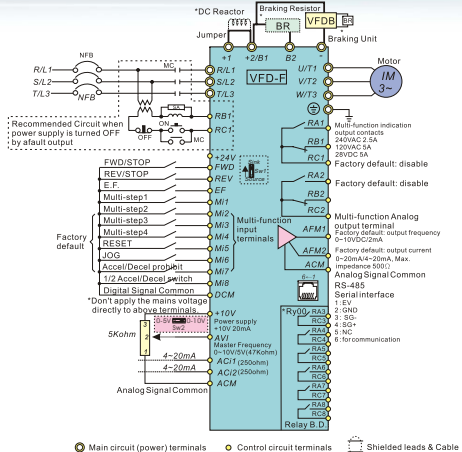 *DC Reactor
Braking Resistor
Jumper
BR
VFDB
BR
Braking Unit
+1
+2/B1
B2
-
NFB
MC
R/L1
S/L2
T/L3
NFB
R/L1
S/L2
T/L3
VFD-F
U/T1
V/T2
W/T3
Motor
IM
3~
SA
ON
OFF
MC
RB1
RC1
Recommended Circuit when
power supply is turned OFF
by afault output
RA1
RB1
RC1
Multi-function indication
output contacts
240VAC 2.5A
120VAC 5A
28VDC 5A
Factory default: disable
RA2
RB2
RC2
Factory default: disable
+24V
FWD/STOP
FWD
REV/STOP
REV
E.F.
EF
Multi-step1
Mi1
Multi-step2
Mi2
Multi-step3
Mi3
Multi-step4
Mi4
RESET
Mi5
JOG
Mi6
Accel/Decel prohibit
Mi7
1/2 Accel/Decel switch
Mi8
Digital Signal Common
DCM
Factory
default
Sink
Sw1
Source
Multi-function
input
terminals
AFM1
AFM2
ACM
Multi-function Analog
output terminal
Factory default: output frequency
0~10VDC/2mA
Factory default: output current
0~20mA/4~20mA, Max.
impedance 500Ω
Analog Signal Common
*Don't apply the mains voltage
directly to above terminals
6←1
RS-485
Serial interface
1 : EV
2 : GND
3 : SG-
4 : SG+
5 : NC
6 : for communication
+10V
0-5V
0-10V
Sw2
Power supply
+10V 20mA
5Kohm
3
2
1
AVI
Master Frequency
0~10V/5V(47Kohm)
4~20mA
ACi1 (250ohm)
4~20mA
ACi2 (250ohm)
Analog Signal Common
ACM
*Ry00
RA3
RC3
RA4
RC4
RA5
RC5
RA6
RC6
RA7
RC7
RA8
RC8
Relay B.D.
Main circuit (power) terminals
Control circuit terminals
Shielded leads & Cable